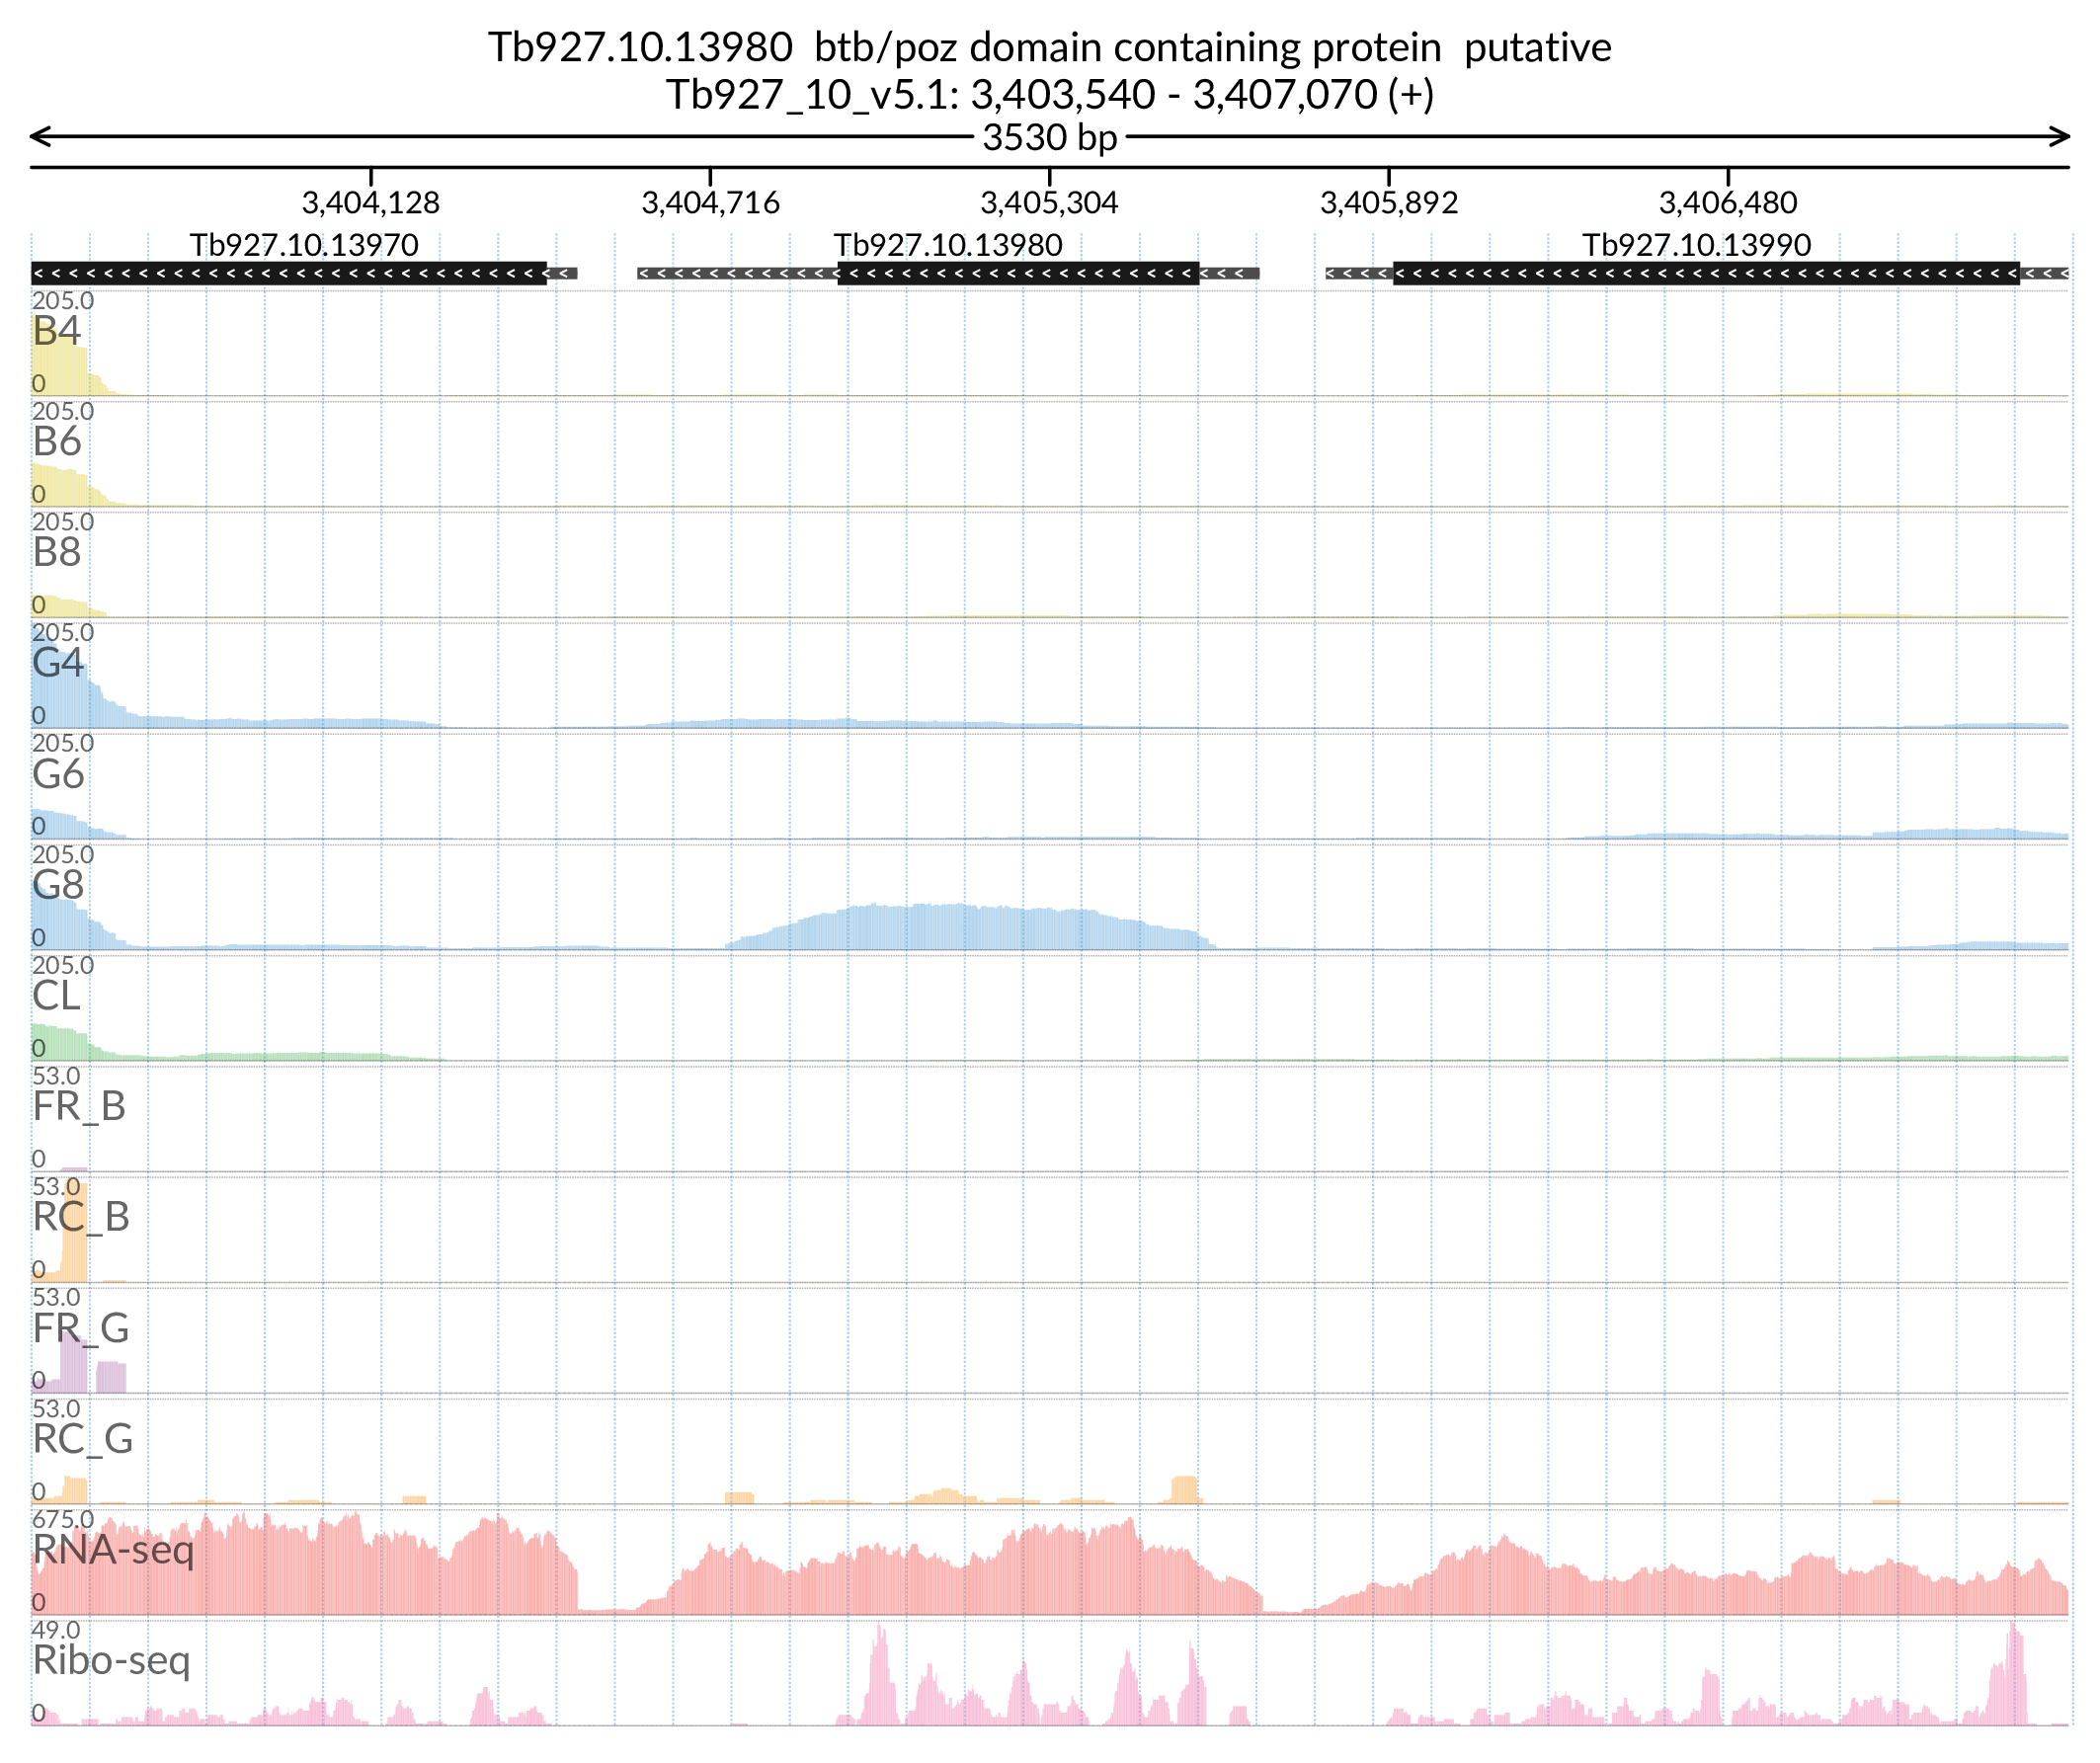 Tb927.10.13980  btb/poz domain containing protein  putative
Tb927_10_v5.1: 3,403,540 - 3,407,070 (+)
3530 bp
3,404,128 3,404,716 3,405,304 3,405,892 3,406,480
Tb927.10.13970 Tb927.10.13980 Tb927.10.13990
205.0
B4
0
205.0
B6
0
205.0
B8
0
205.0
G4
0
205.0
G6
0
205.0
G8
0
205.0
CL
0
53.0
FR_B
0
53.0
RC_B
0
53.0
FR_G
0
53.0
RC_G
0
675.0
RNA-seq
0
49.0
Ribo-seq
0